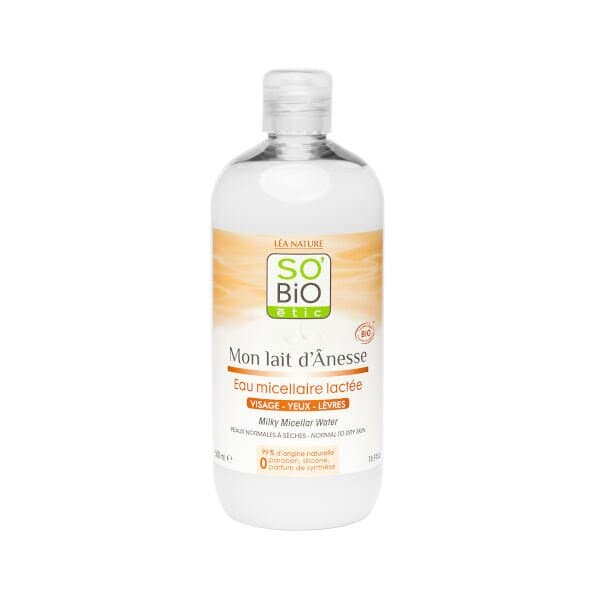 LÉA NATURE
SO'
BiO
étic
BIO
Mon lait d'Ânesse
Eau micellaire lactée
VISAGE - YEUX - LÈVRES
Milky Micellar Water
PEAUX NORMALES À SÈCHES - NORMAL TO DRY SKIN
99% d'origine naturelle
0 paraben, silicone,
parfum de synthèse